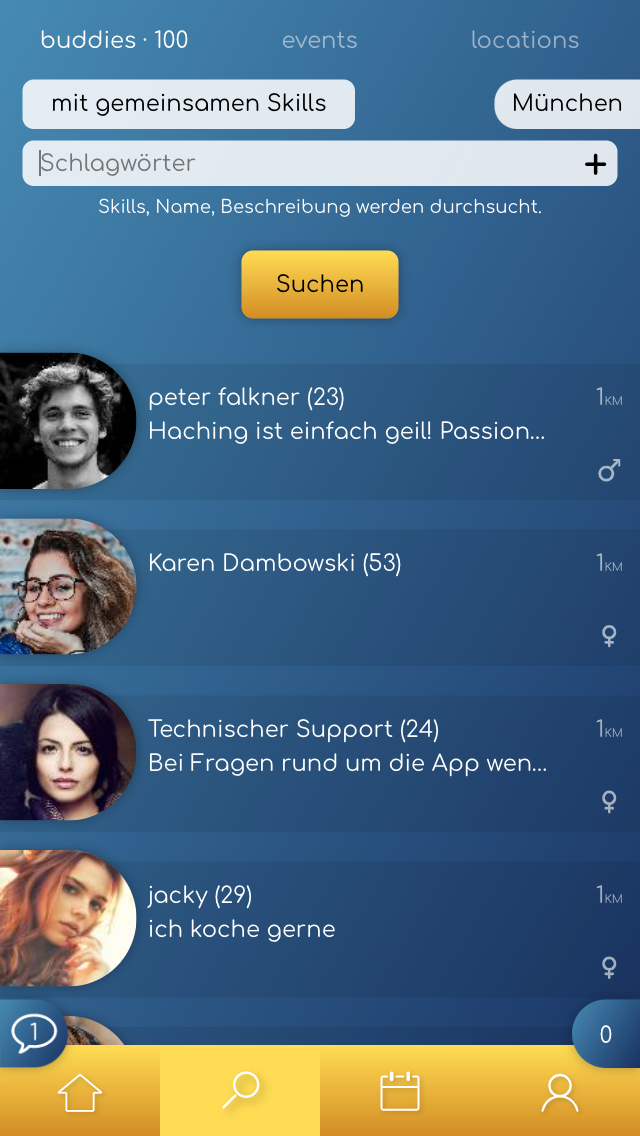 buddies · 100 events locations
mit gemeinsamen Skills München
Schlagwörter +
Skills, Name, Beschreibung werden durchsucht.
Suchen
peter falkner (23) 1KM
Haching ist einfach geil! Passion...
Karen Dambowski (53) 1KM
Technischer Support (24) 1KM
Bei Fragen rund um die App wen...
jacky (29) 1KM
ich koche gerne
1 0